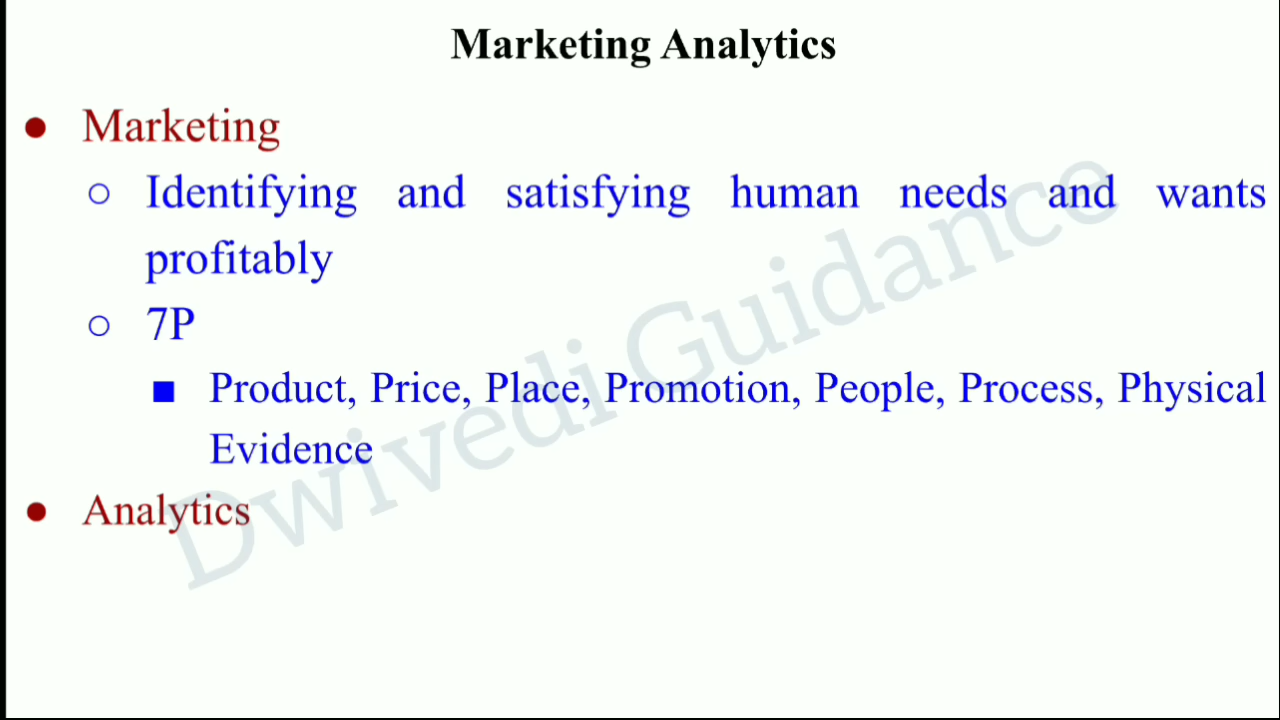 Marketing Analytics
● Marketing
○ Identifying and satisfying human needs and wants
profitably
○ 7P
■ Product, Price, Place, Promotion, People, Process, Physical
Evidence
● Analytics
Dwivedi Guidance